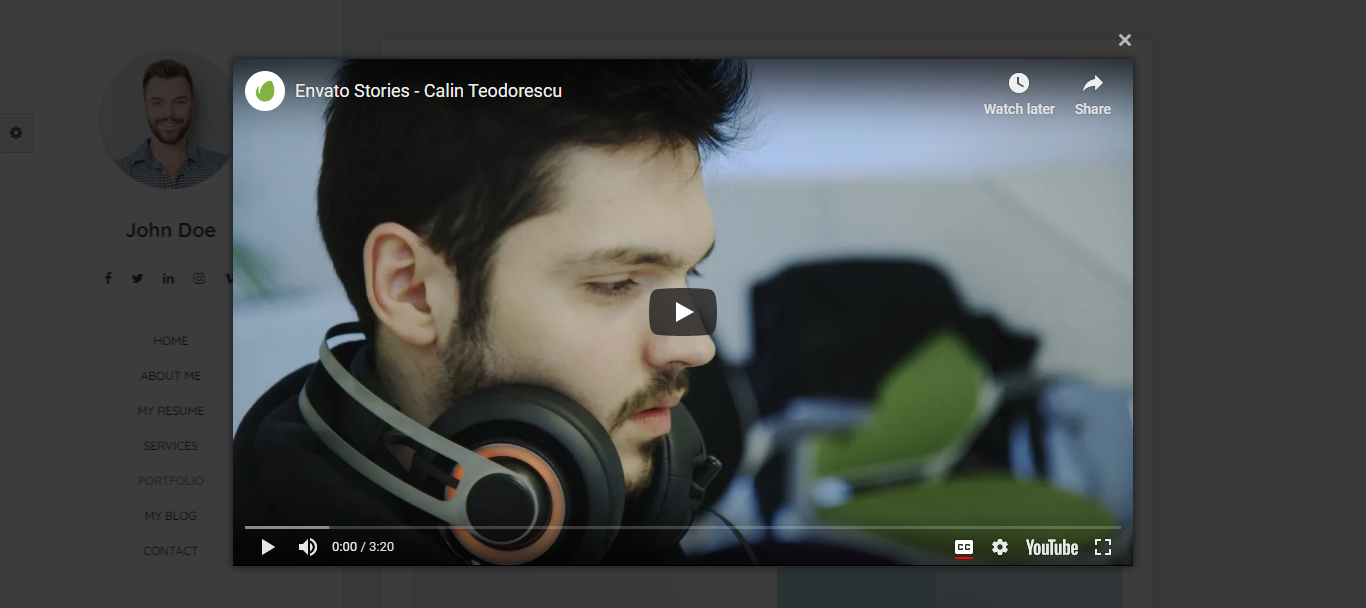 Envato Stories - Calin Teodorescu
Watch later
Share
John Doe
HOME
ABOUT ME
MY RESUME
SERVICES
PORTFOLIO
MY BLOG
CONTACT
0:00 / 3:20
CC
YouTube